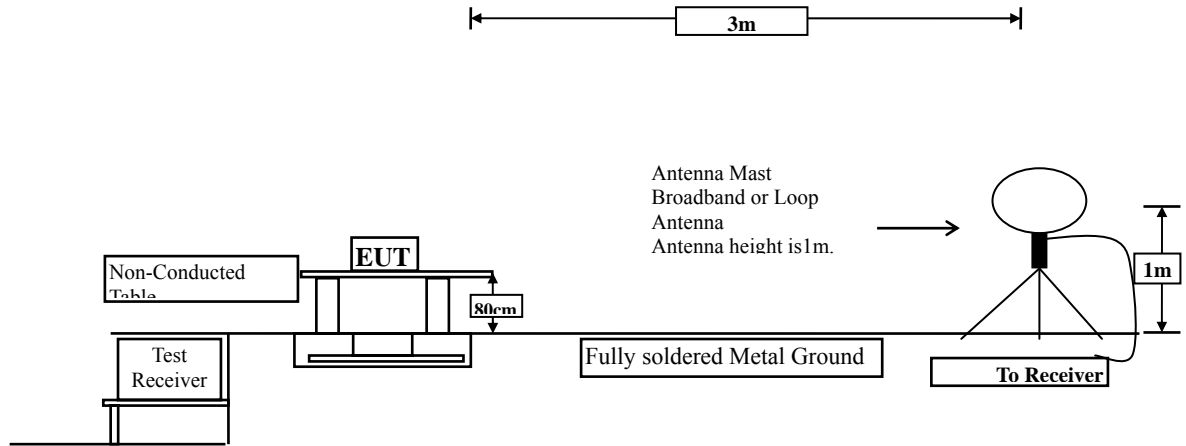 3m
Antenna Mast
Broadband or Loop
Antenna
Antenna height is1m.
EUT
Non-Conducted
Table
80cm
1m
Test
Receiver
Fully soldered Metal Ground
To Receiver